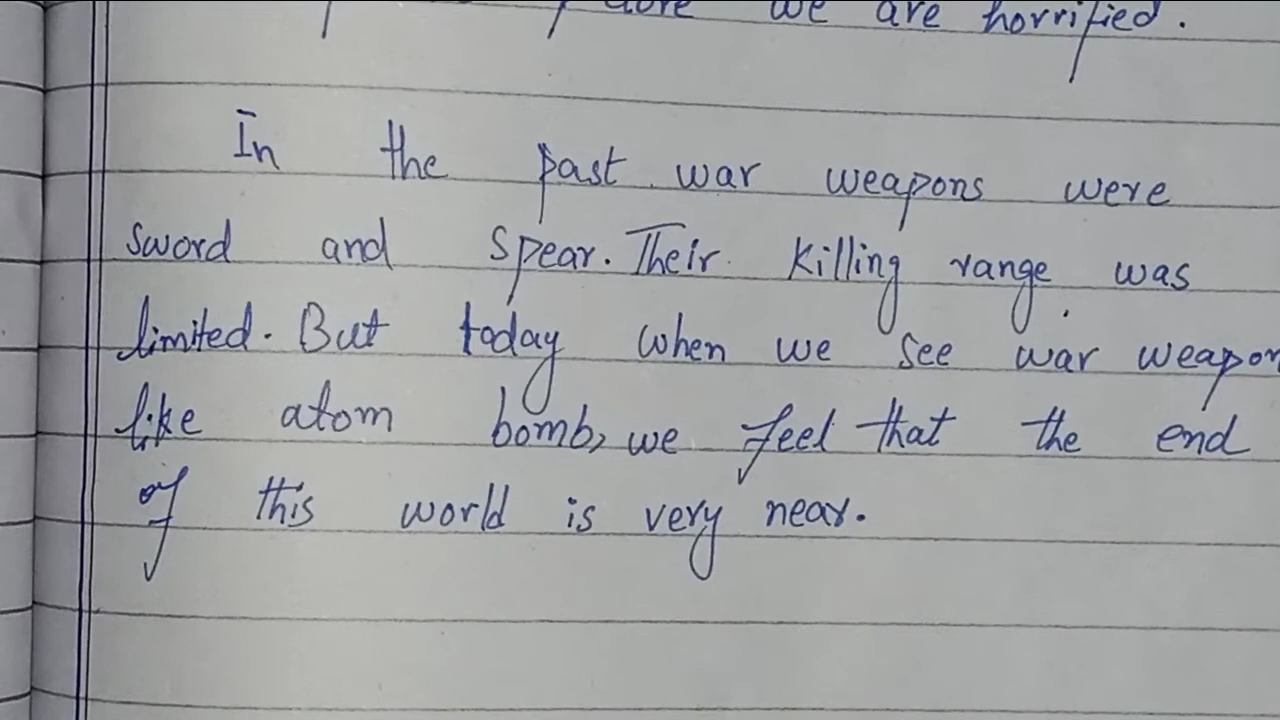 we are horrified.
In the past war weapons were
sword and spear. Their killing range was
limited. But today when we see war weapon
like atom bomb, we feel that the end
of this world is very near.